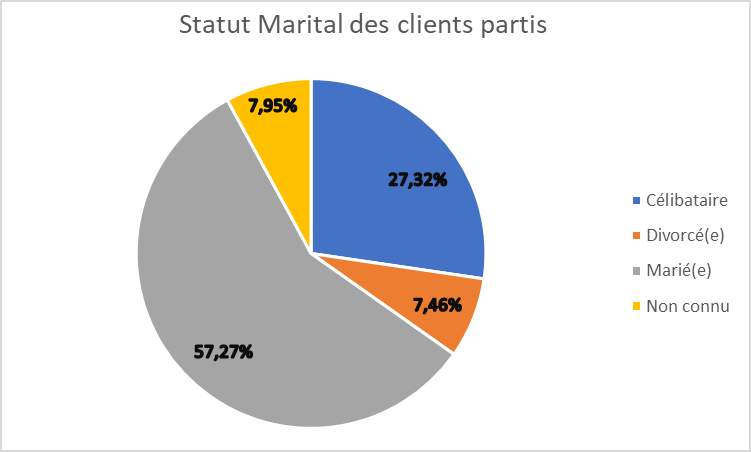 Statut Marital des clients partis
7,95%
27,32%
7,46%
57,27%
Célibataire
Divorcé(e)
Marié(e)
Non connu